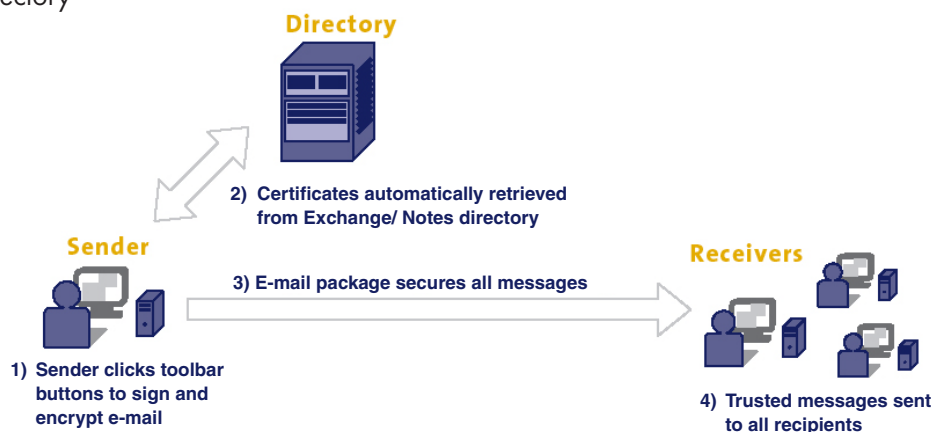 Directory
2) Certificates automatically retrieved
from Exchange/ Notes directory
Sender
3) E-mail package secures all messages
Receivers
1) Sender clicks toolbar
buttons to sign and
encrypt e-mail
4) Trusted messages sent
to all recipients